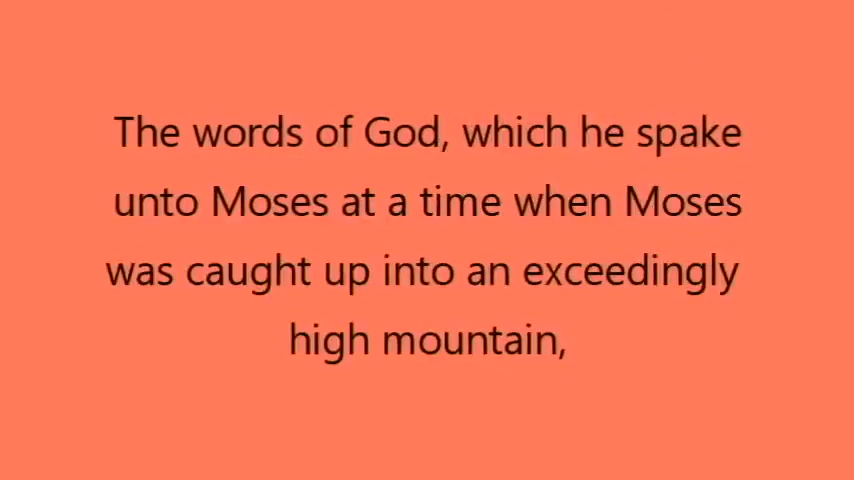 The words of God, which he spake
unto Moses at a time when Moses
was caught up into an exceedingly
high mountain,